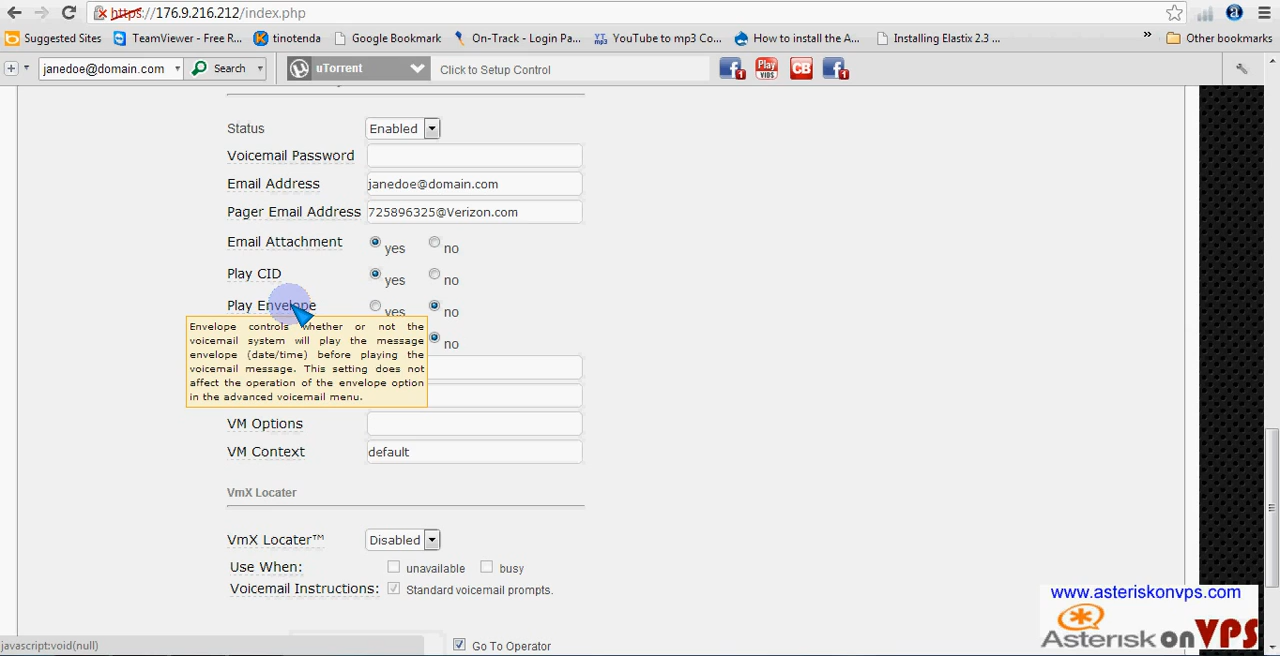 https://176.9.216.212/index.php
Suggested Sites TeamViewer - Free R... tinotenda Google Bookmark On-Track - Login Pa... YouTube to mp3 Co... How to install the A... Installing Elastix 2.3 ... » Other bookmarks
janedoe@domain.com Search uTorrent Click to Setup Control
Status Enabled
Voicemail Password
Email Address janedoe@domain.com
Pager Email Address 725896325@Verizon.com
Email Attachment yes no
Play CID yes no
Play Envelope yes no
Envelope controls whether or not the
voicemail system will play the message
envelope (date/time) before playing the
voicemail message. This setting does not
affect the operation of the envelope option
in the advanced voicemail menu.
no
VM Options
VM Context default
VmX Locater
VmX Locater™ Disabled
Use When: unavailable busy
Voicemail Instructions: Standard voicemail prompts.
Go To Operator
javascript:void(null)
www.asteriskonvps.com
Asterisk on VPS